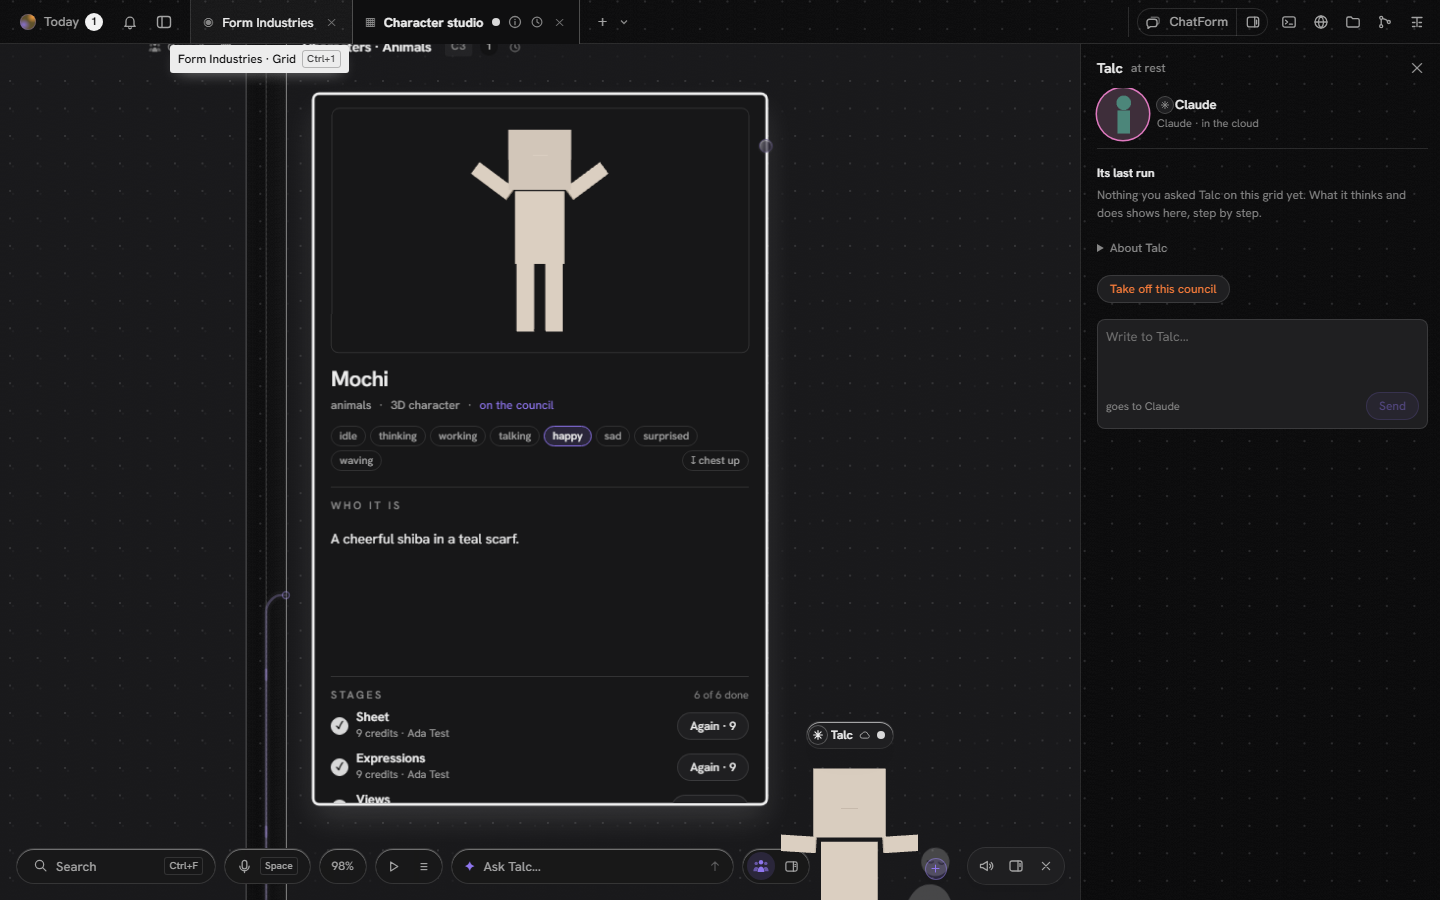 Today 1
Form Industries
Character studio
ChatForm
Form Industries · Grid Ctrl+1
ters · Animals C3 1
Talc at rest
Claude
Claude · in the cloud
Its last run
Nothing you asked Talc on this grid yet. What it thinks and
does shows here, step by step.
About Talc
Take off this council
Write to Talc...
goes to Claude Send
Mochi
animals · 3D character · on the council
idle thinking working talking happy sad surprised
waving chest up
WHO IT IS
A cheerful shiba in a teal scarf.
STAGES 6 of 6 done
Sheet
9 credits · Ada Test Again · 9
Expressions
9 credits · Ada Test Again · 9
Views
Talc
Search Ctrl+F
Space
98%
Ask Talc...